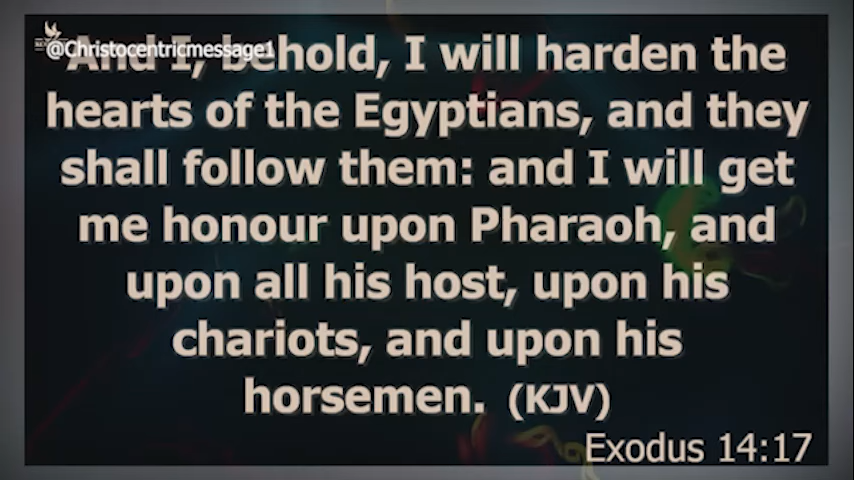 @Christocentricmessage1
And I, behold, I will harden the
hearts of the Egyptians, and they
shall follow them: and I will get
me honour upon Pharaoh, and
upon all his host, upon his
chariots, and upon his
horsemen. (KJV)
Exodus 14:17